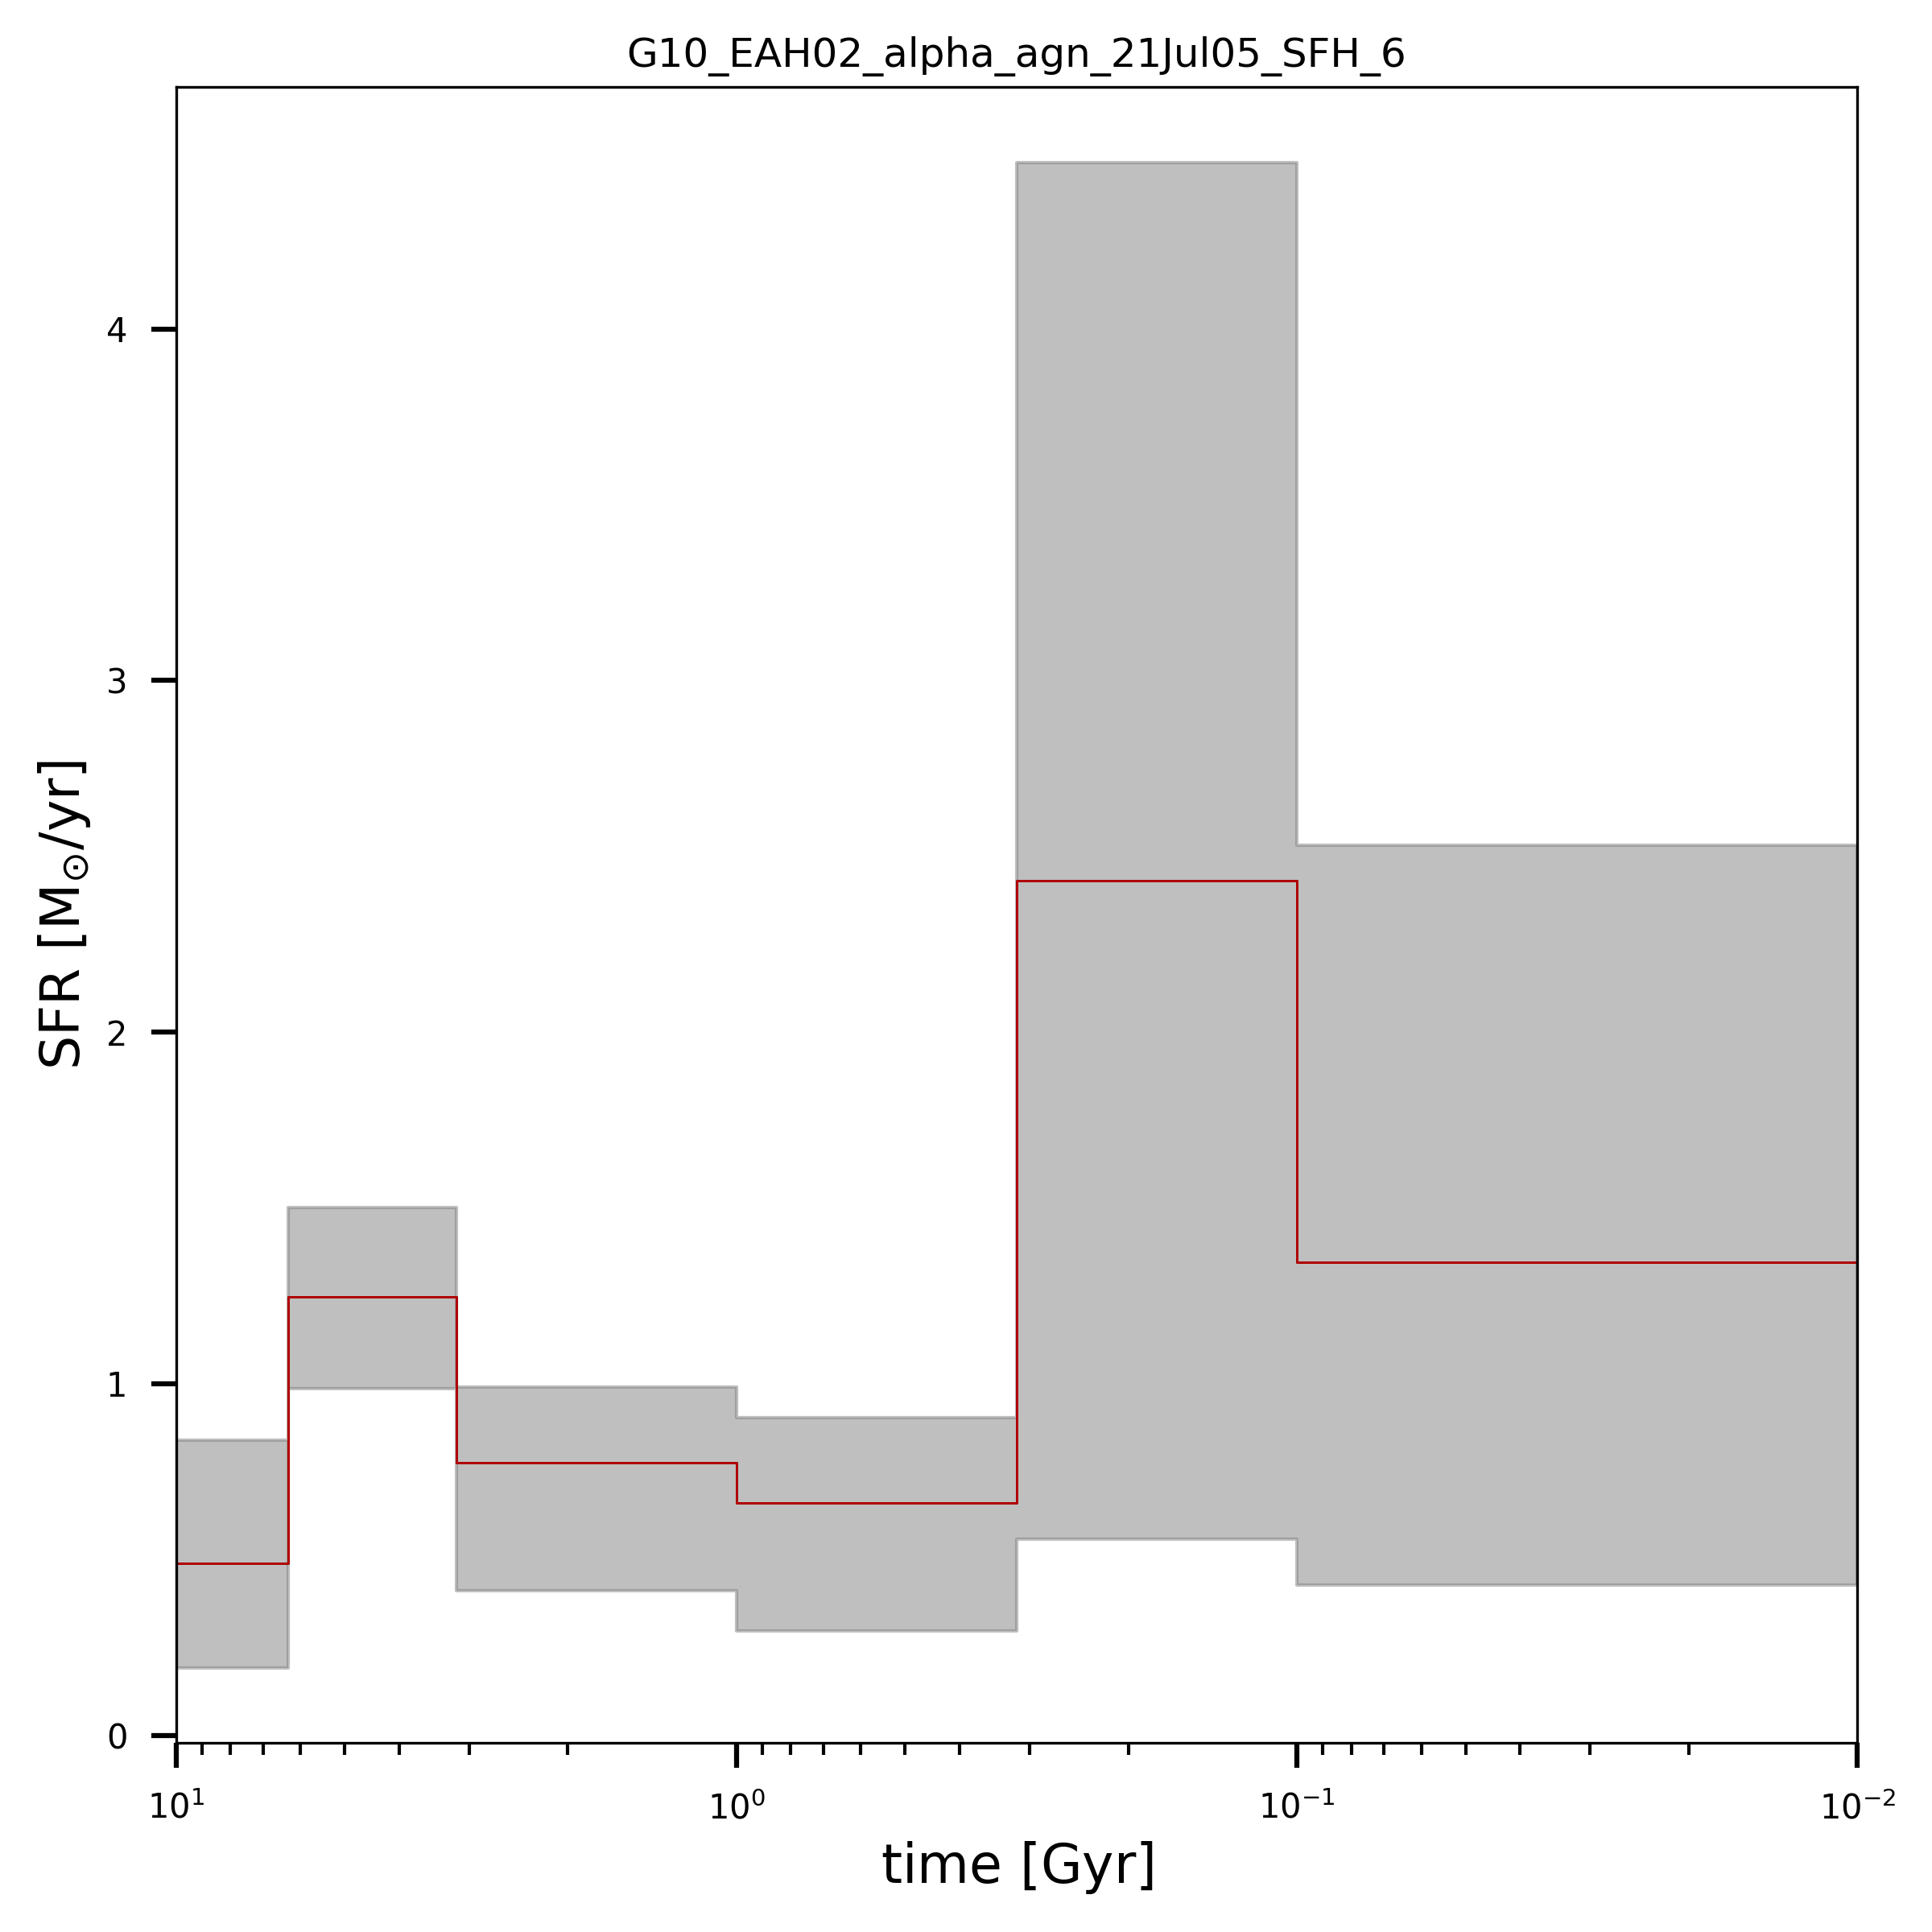 G10_EAH02_alpha_agn_21Jul05_SFH_6
SFR [M⊙/yr]
4
3
2
1
0
10¹ 10⁰ 10⁻¹ 10⁻²
time [Gyr]